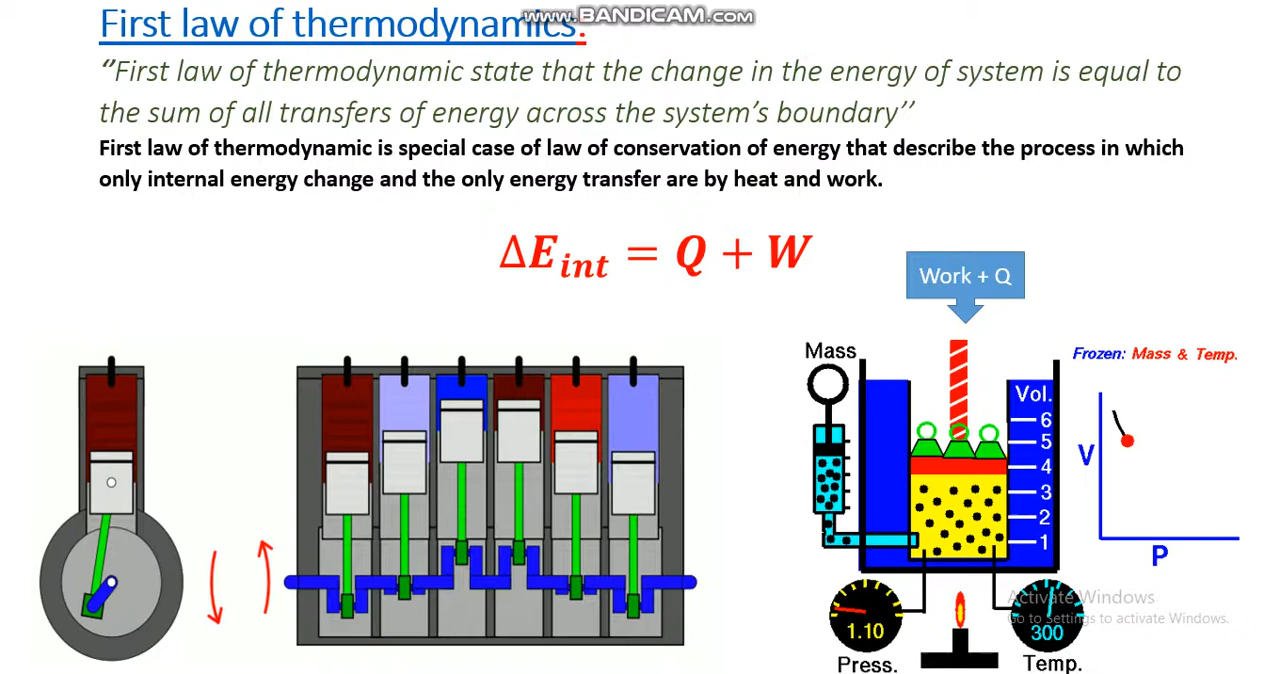 www.BANDICAM.com
First law of thermodynamics:
“First law of thermodynamic state that the change in the energy of system is equal to
the sum of all transfers of energy across the system’s boundary’’
First law of thermodynamic is special case of law of conservation of energy that describe the process in which
only internal energy change and the only energy transfer are by heat and work.
ΔE_int = Q + W
Work + Q
Mass
Frozen: Mass & Temp.
Vol.
6
5
4
3
2
1
V
P
Activate Windows
Go to Settings to activate Windows.
1.10
300
Press.
Temp.